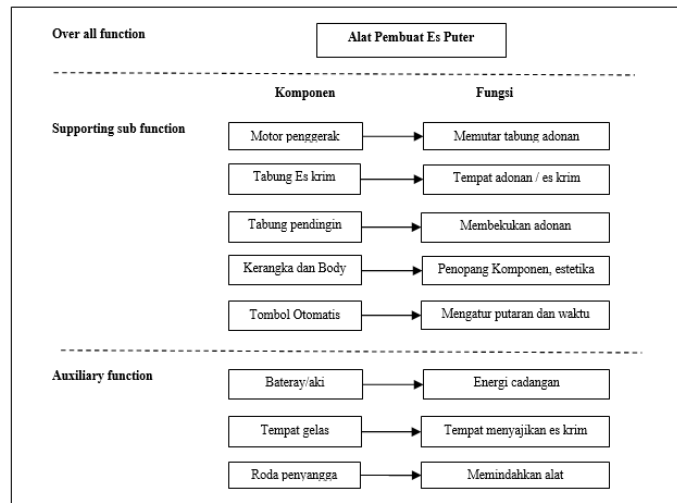 Over all function
Alat Pembuat Es Puter
Komponen Fungsi
Supporting sub function
Motor penggerak Memutar tabung adonan
Tabung Es krim Tempat adonan / es krim
Tabung pendingin Membekukan adonan
Kerangka dan Body Penopang Komponen, estetika
Tombol Otomatis Mengatur putaran dan waktu
Auxiliary function
Bateray/aki Energi cadangan
Tempat gelas Tempat menyajikan es krim
Roda penyangga Memindahkan alat